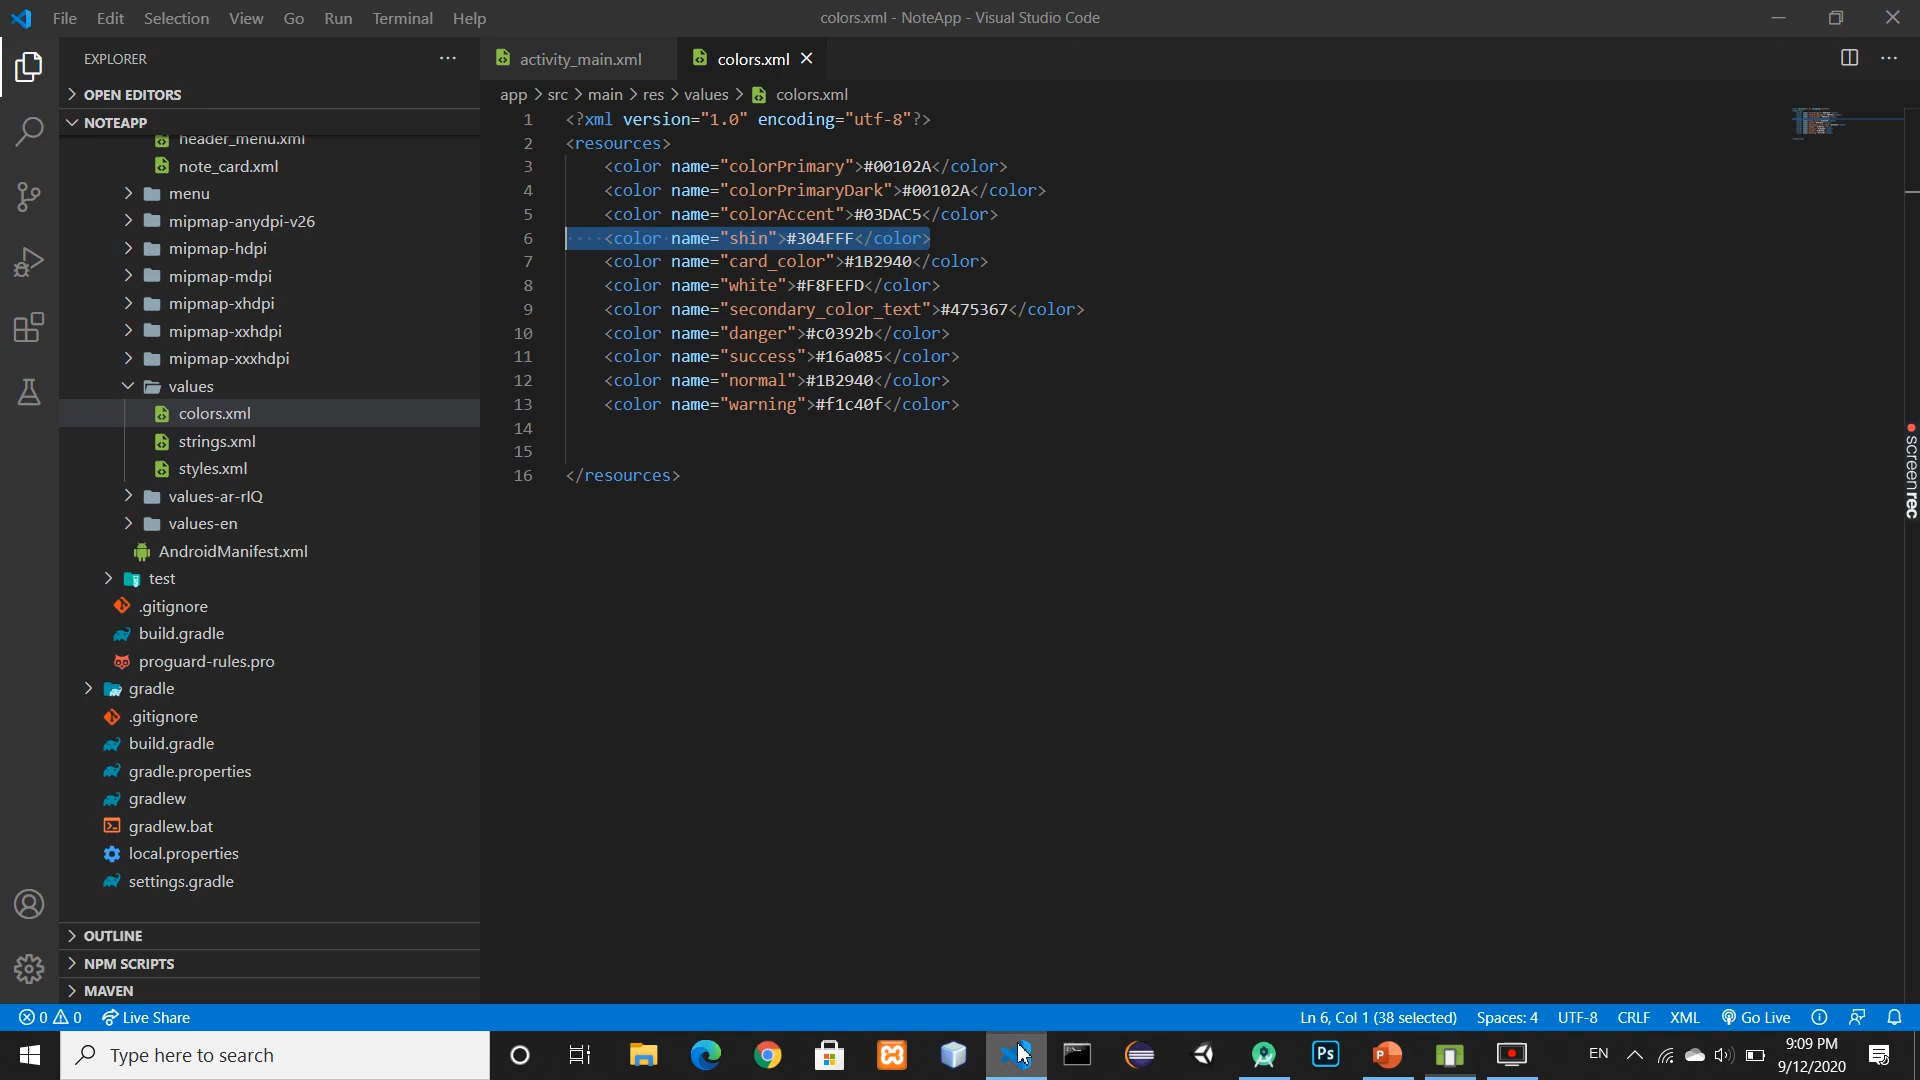 File Edit Selection View Go Run Terminal Help
colors.xml - NoteApp - Visual Studio Code
EXPLORER
OPEN EDITORS
NOTEAPP
header_menu.xml
note_card.xml
menu
mipmap-anydpi-v26
mipmap-hdpi
mipmap-mdpi
mipmap-xhdpi
mipmap-xxhdpi
mipmap-xxxhdpi
values
colors.xml
strings.xml
styles.xml
values-ar-rIQ
values-en
AndroidManifest.xml
test
.gitignore
build.gradle
proguard-rules.pro
gradle
.gitignore
build.gradle
gradle.properties
gradlew
gradlew.bat
local.properties
settings.gradle
OUTLINE
NPM SCRIPTS
MAVEN
activity_main.xml colors.xml
app > src > main > res > values > colors.xml
1 <?xml version="1.0" encoding="utf-8"?>
2 <resources>
3 <color name="colorPrimary">#00102A</color>
4 <color name="colorPrimaryDark">#00102A</color>
5 <color name="colorAccent">#03DAC5</color>
6 <color name="shin">#304FFF</color>
7 <color name="card_color">#1B2940</color>
8 <color name="white">#F8FEFD</color>
9 <color name="secondary_color_text">#475367</color>
10 <color name="danger">#c0392b</color>
11 <color name="success">#16a085</color>
12 <color name="normal">#1B2940</color>
13 <color name="warning">#f1c40f</color>
14
15
16 </resources>
screenrec
0 0 Live Share
Ln 6, Col 1 (38 selected) Spaces: 4 UTF-8 CRLF XML Go Live
Type here to search
Ps
EN
9:09 PM
9/12/2020